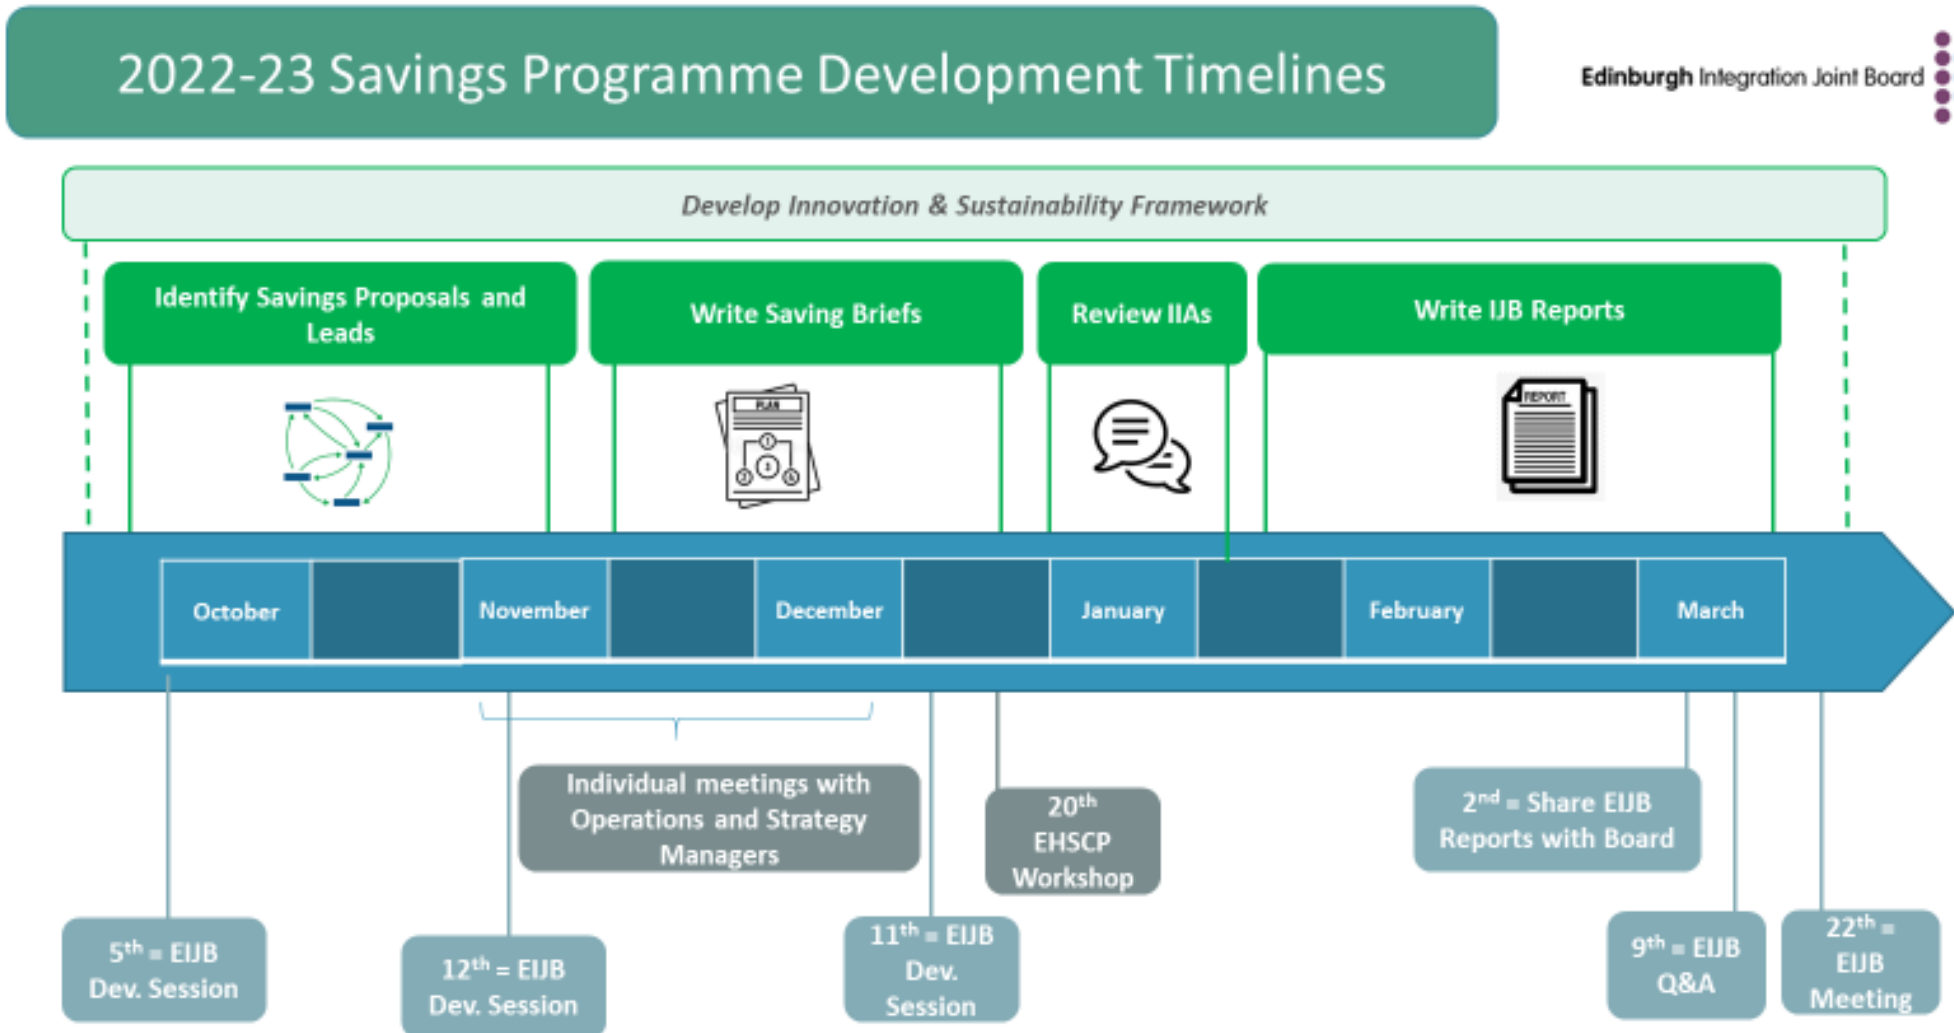 2022-23 Savings Programme Development Timelines
Edinburgh Integration Joint Board
Develop Innovation & Sustainability Framework
Identify Savings Proposals and
Leads
Write Saving Briefs
Review IIAs
Write IJB Reports
PLAN
REPORT
October
November
December
January
February
March
Individual meetings with
Operations and Strategy
Managers
20th
EHSCP
Workshop
2nd = Share EIJB
Reports with Board
5th = EIJB
Dev. Session
12th = EIJB
Dev. Session
11th = EIJB
Dev.
Session
9th = EIJB
Q&A
22th =
EIJB
Meeting